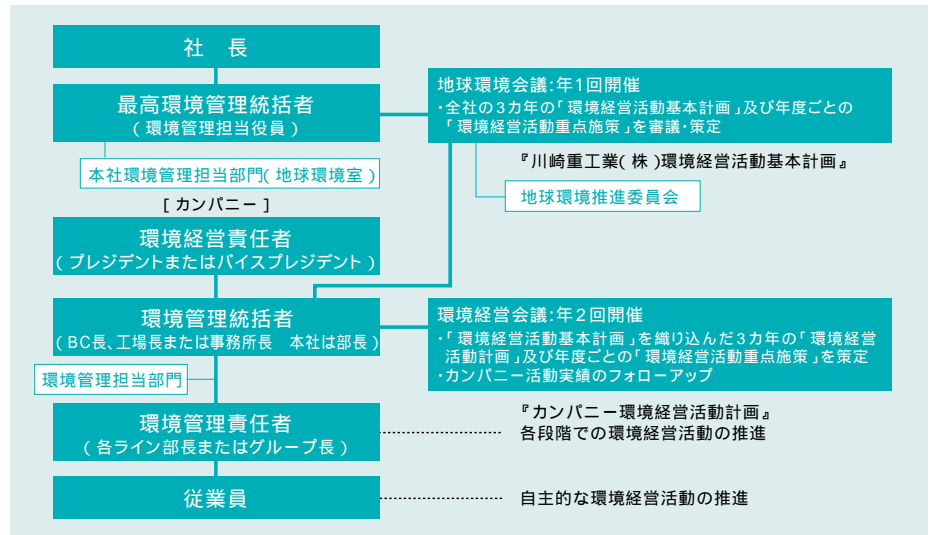 社 長
最高環境管理統括者
(環境管理担当役員)
地球環境会議:年1回開催
・全社の3カ年の「環境経営活動基本計画」及び年度ごとの
「環境経営活動重点施策」を審議・策定
『川崎重工業(株)環境経営活動基本計画』
地球環境推進委員会
本社環境管理担当部門(地球環境室)
[カンパニー]
環境経営責任者
(プレジデントまたはバイスプレジデント)
環境管理統括者
(BC長、工場長または事務所長 本社は部長)
環境経営会議:年2回開催
・「環境経営活動基本計画」を織り込んだ3カ年の「環境経営
活動計画」及び年度ごとの「環境経営活動重点施策」を策定
・カンパニー活動実績のフォローアップ
環境管理担当部門
環境管理責任者
(各ライン部長またはグループ長)
『カンパニー環境経営活動計画』
各段階での環境経営活動の推進
従業員
自主的な環境経営活動の推進